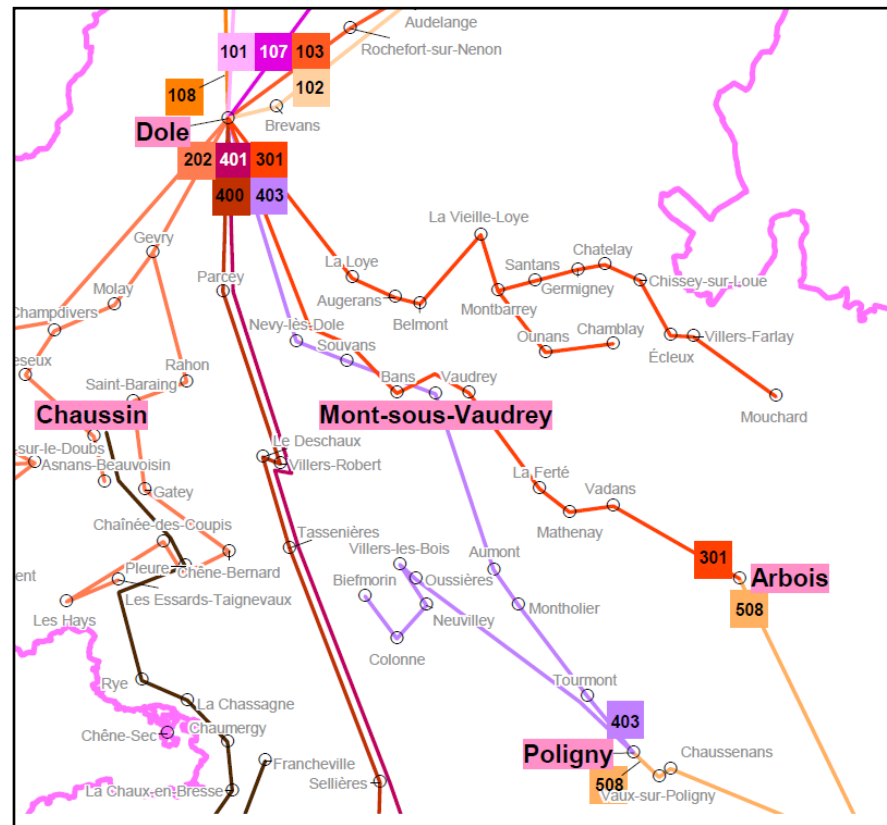 Audelange
Rochefort-sur-Nenon
101 107 103
102
108
Brevans
Dole
202 401 301
400 403
La Vieille-Loye
Gevry
La Loye
Santans
Chatelay
Parcey
Germigney
Chissey-sur-Loue
Molay
Augerans
Montbarrey
Champdivers
Belmont
Nevy-lès-Dole
Ounans
Chamblay
Villers-Farlay
Souvans
Écleux
Rahon
Saint-Baraing
Bans
Vaudrey
Mouchard
Chaussin
Mont-sous-Vaudrey
-sur-le-Doubs
Le Deschaux
Asnans-Beauvoisin
Villers-Robert
La Ferté
Gatey
Vadans
Chaînée-des-Coupis
Mathenay
Tassenières
Villers-les-Bois
Aumont
301
Pleure
Chêne-Bernard
Biefmorin
Oussières
Arbois
Les Essards-Taignevaux
508
Les Hays
Neuvilley
Montholier
Colonne
Rye
Tourmont
La Chassagne
403
Chêne-Sec
Chaumergy
Poligny
Francheville
Chaussenans
Sellières
508
La Chaux-en-Bresse
Vaux-sur-Poligny